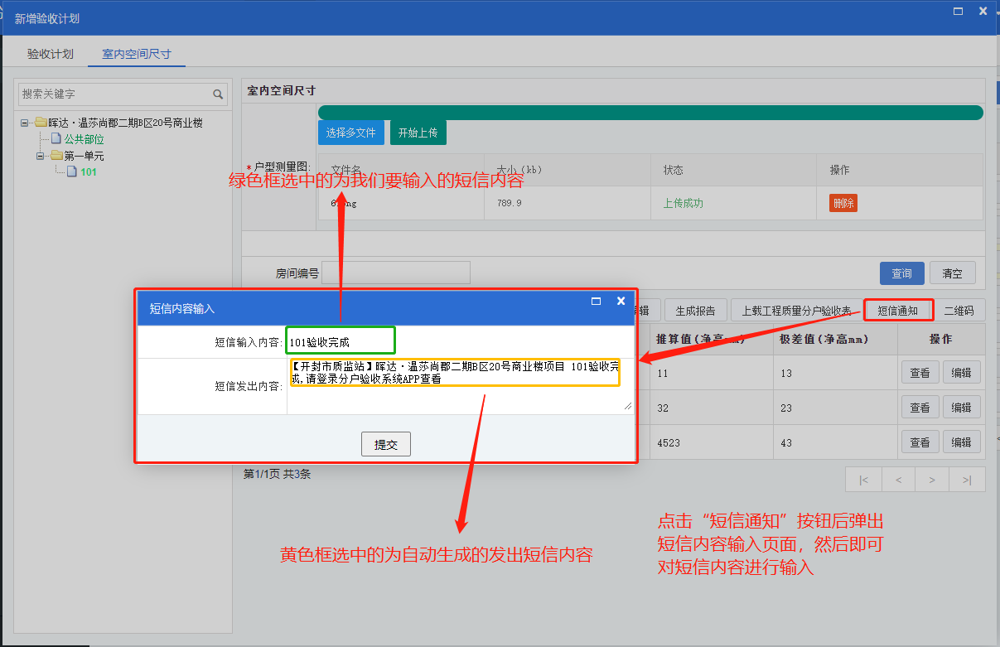 新增验收计划
验收计划 室内空间尺寸
搜索关键字
晖达·温莎尚郡二期B区20号商业楼
公共部位
第一单元
101
室内空间尺寸
选择多文件 开始上传
*户型测量图:
文件名 大小（kb） 状态 操作
绿色框选中的为我们要输入的短信内容
789.9 上传成功 删除
房间编号 查询 清空
辑 生成报告 上载工程质量分户验收表 短信通知 二维码
短信内容输入
推算值(净高mm) 极差值(净高mm) 操作
短信输入内容: 101验收完成
11 13 查看 编辑
短信发出内容: 【开封市质监站】晖达·温莎尚郡二期B区20号商业楼项目 101验收完
成,请登录分户验收系统APP查看
32 23 查看 编辑
提交
4523 43 查看 编辑
第1/1页 共3条
|< < > >|
点击“短信通知”按钮后弹出
短信内容输入页面，然后即可
对短信内容进行输入
黄色框选中的为自动生成的发出短信内容